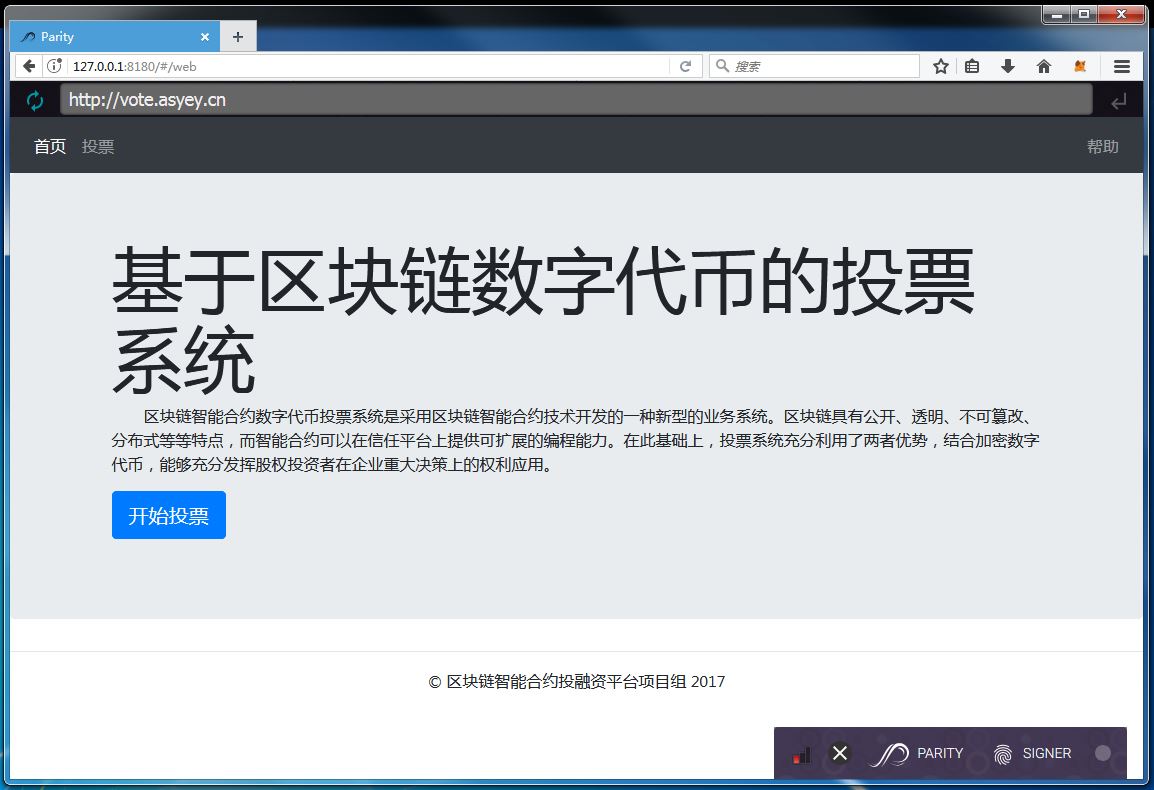 Parity
127.0.0.1:8180/#/web
搜索
http://vote.asyey.cn
首页 投票 帮助
基于区块链数字代币的投票
系统
区块链智能合约数字代币投票系统是采用区块链智能合约技术开发的一种新型的业务系统。区块链具有公开、透明、不可篡改、
分布式等等特点，而智能合约可以在信任平台上提供可扩展的编程能力。在此基础上，投票系统充分利用了两者优势，结合加密数字
代币，能够充分发挥股权投资者在企业重大决策上的权利应用。
开始投票
© 区块链智能合约投融资平台项目组 2017
PARITY SIGNER